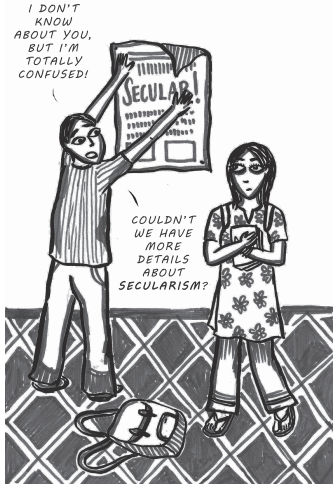 I DON'T
KNOW
ABOUT YOU,
BUT I'M
TOTALLY
CONFUSED!
SECULAR!
COULDN'T
WE HAVE
MORE
DETAILS
ABOUT
SECULARISM?